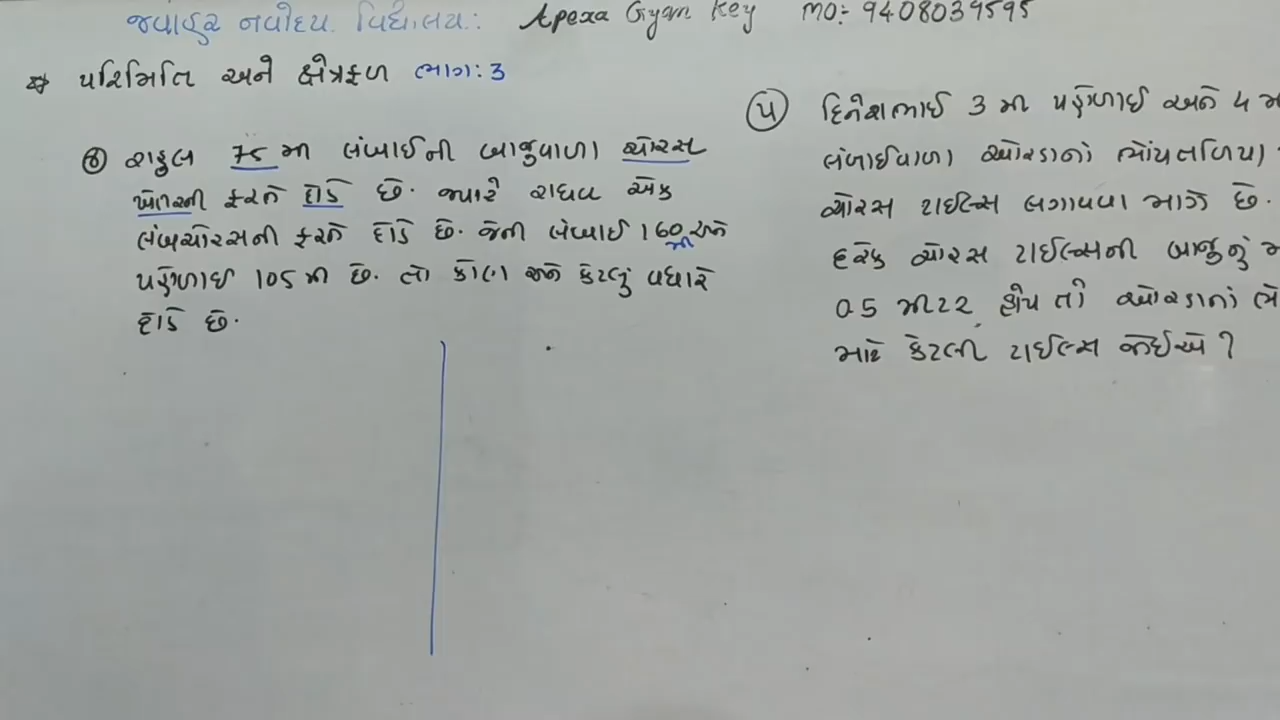 જવાહર નવોદય વિદ્યાલય: Apexa Gyan Key MO: 9408039595
પરિમિતિ અને ક્ષેત્રફળ ભાગ: 3
૪ રાહુલ 75 મી લંબાઈની બાજુવાળા ચોરસ
ખેતરની ફરતે દોડે છે. જ્યારે રાઘવ એક
લંબચોરસની ફરતે દોડે છે. જેની લંબાઈ 160 મી અને
પહોળાઈ 105 મી છે. તો કોણ અને કેટલું વધારે
દોડે છે.
૫ દિનેશભાઈ 3 મી પહોળાઈ અને 4 મ
લંબાઈવાળા ઓરડાનાં ભોંયતળિયા
ચોરસ ટાઈલ્સ લગાવવા માગે છે.
દરેક ચોરસ ટાઈલ્સની બાજુનું
0.5 મીટર હોય તો ઓરડાનાં
માટે કેટલી ટાઈલ્સ જોઈએ ?